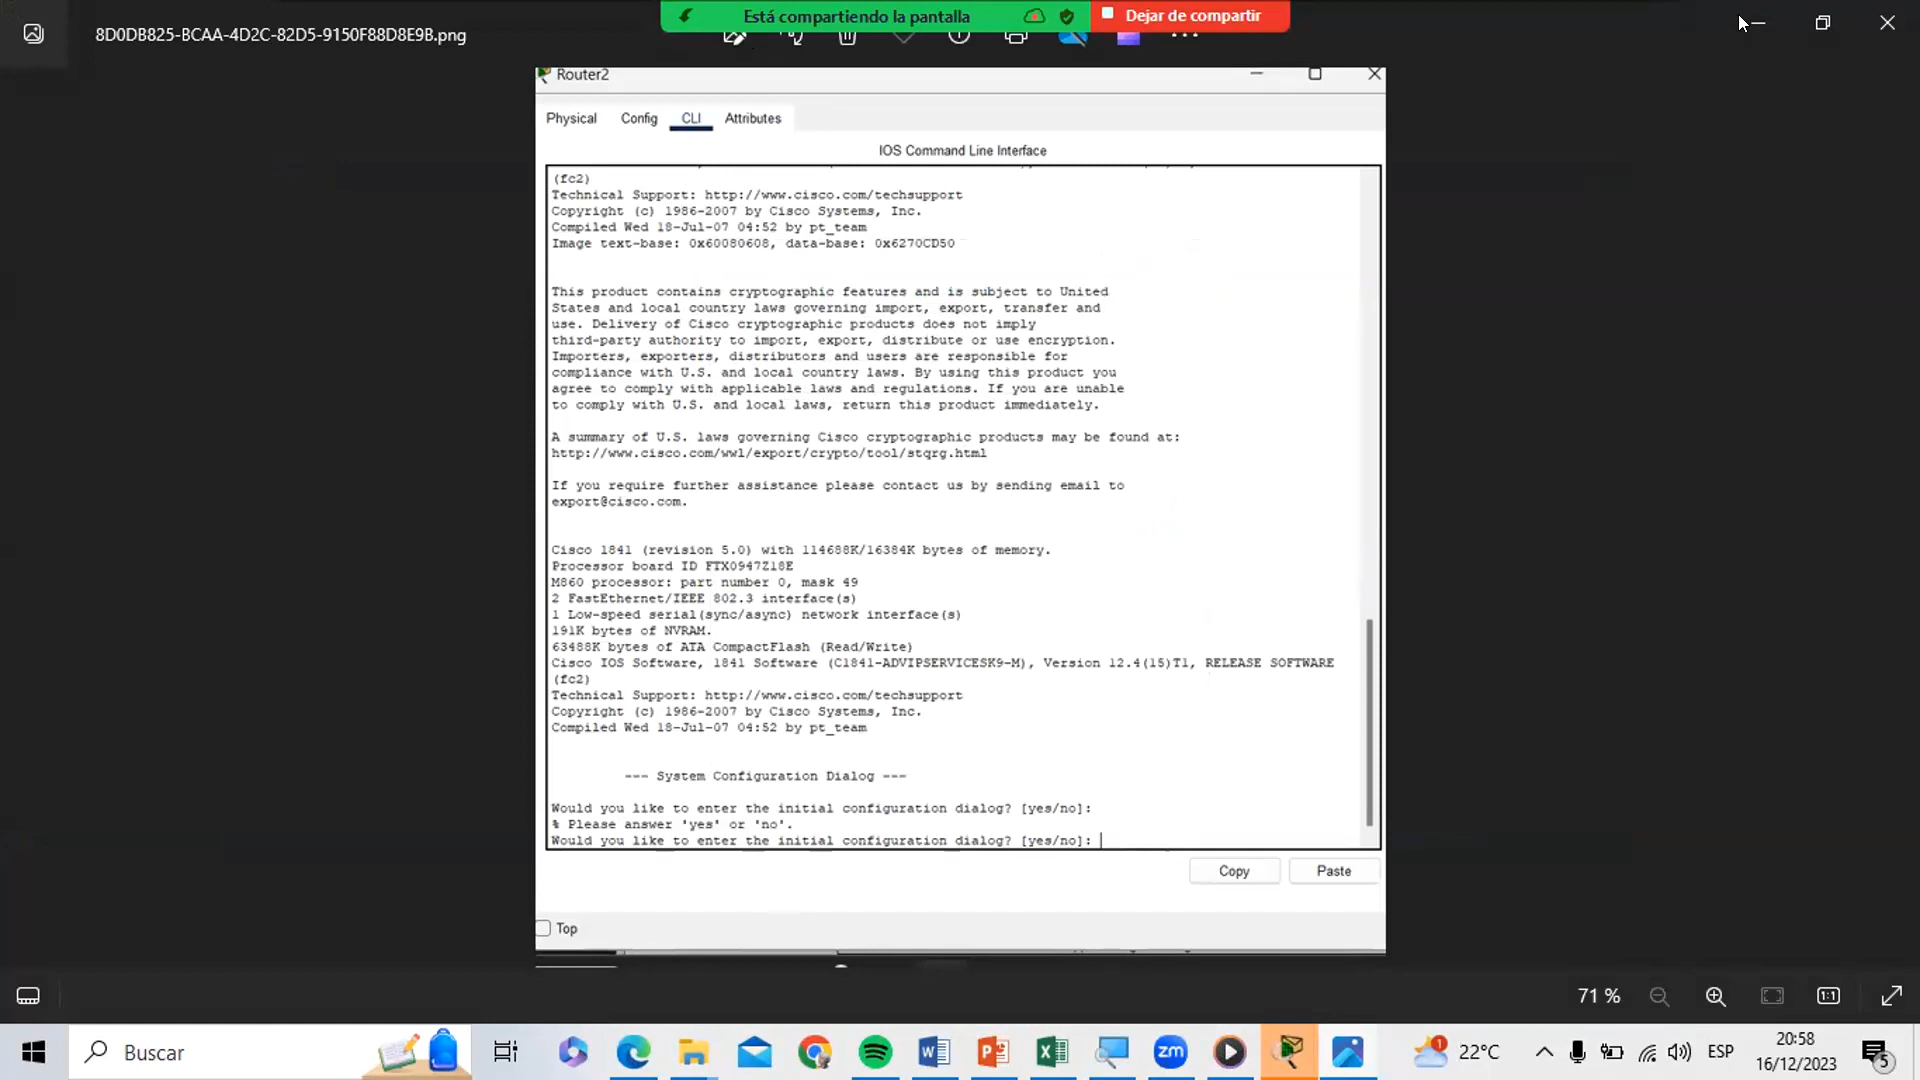 Está compartiendo la pantalla
Dejar de compartir
8D0DB825-BCAA-4D2C-82D5-9150F88D8E9B.png
Router2
Physical
Config
CLI
Attributes
IOS Command Line Interface
(fc2)
Technical Support: http://www.cisco.com/techsupport
Copyright (c) 1986-2007 by Cisco Systems, Inc.
Compiled Wed 18-Jul-07 04:52 by pt_team
Image text-base: 0x60080608, data-base: 0x6270CD50
This product contains cryptographic features and is subject to United
States and local country laws governing import, export, transfer and
use. Delivery of Cisco cryptographic products does not imply
third-party authority to import, export, distribute or use encryption.
Importers, exporters, distributors and users are responsible for
compliance with U.S. and local country laws. By using this product you
agree to comply with applicable laws and regulations. If you are unable
to comply with U.S. and local laws, return this product immediately.
A summary of U.S. laws governing Cisco cryptographic products may be found at:
http://www.cisco.com/wwl/export/crypto/tool/stqrg.html
If you require further assistance please contact us by sending email to
export@cisco.com.
Cisco 1841 (revision 5.0) with 114688K/16384K bytes of memory.
Processor board ID FTX0947Z18E
M860 processor: part number 0, mask 49
2 FastEthernet/IEEE 802.3 interface(s)
1 Low-speed serial(sync/async) network interface(s)
191K bytes of NVRAM.
63488K bytes of ATA CompactFlash (Read/Write)
Cisco IOS Software, 1841 Software (C1841-ADVIPSERVICESK9-M), Version 12.4(15)T1, RELEASE SOFTWARE
(fc2)
Technical Support: http://www.cisco.com/techsupport
Copyright (c) 1986-2007 by Cisco Systems, Inc.
Compiled Wed 18-Jul-07 04:52 by pt_team
--- System Configuration Dialog ---
Would you like to enter the initial configuration dialog? [yes/no]:
% Please answer 'yes' or 'no'.
Would you like to enter the initial configuration dialog? [yes/no]:
Copy
Paste
Top
71 %
1:1
Buscar
zm
1
22°C
ESP
20:58
16/12/2023
5